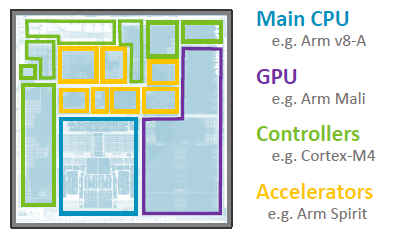 Main CPU
e.g. Arm v8-A
GPU
e.g. Arm Mali
Controllers
e.g. Cortex-M4
Accelerators
e.g. Arm Spirit